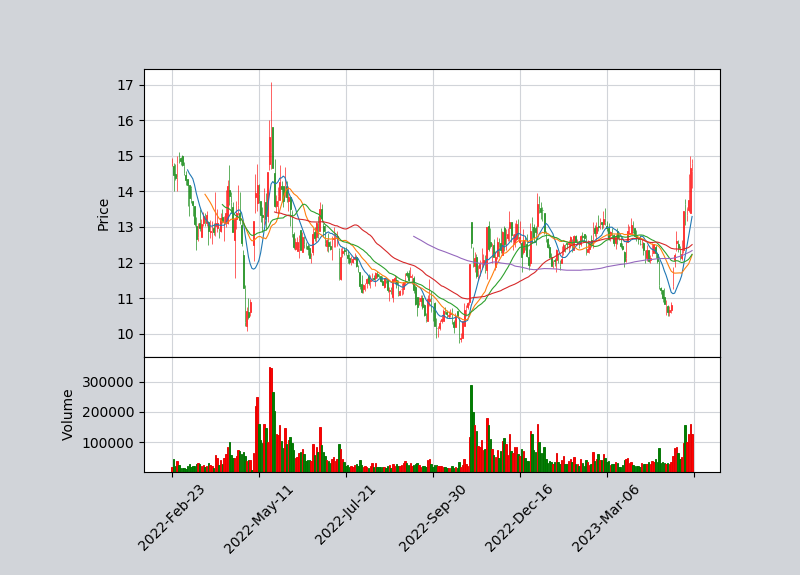 17
16
15
14
13
12
11
10
Price
300000
200000
100000
Volume
2022-Feb-23
2022-May-11
2022-Jul-21
2022-Sep-30
2022-Dec-16
2023-Mar-06